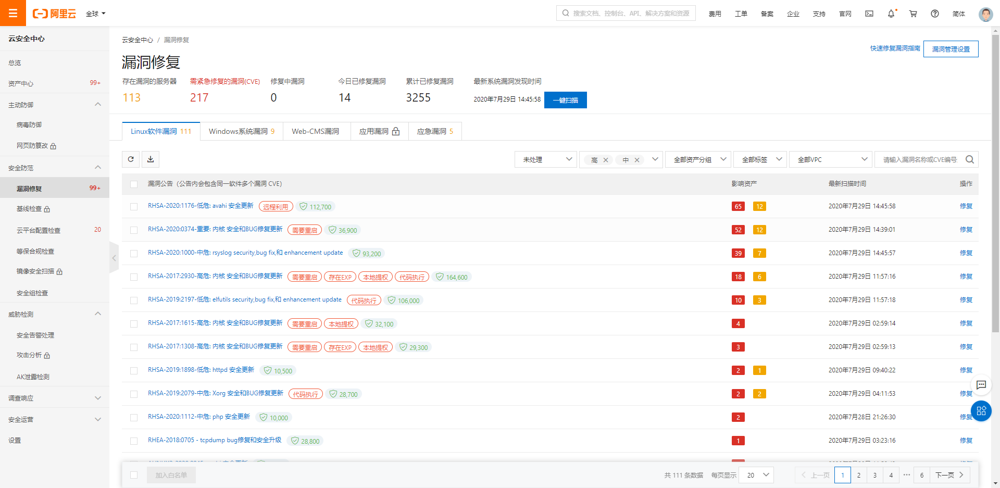 阿里云 全球 搜索文档、控制台、API、解决方案和资源 费用 工单 备案 企业 支持 官网 简体
云安全中心
总览
资产中心 99+
主动防御
病毒防御
网页防篡改
安全防范
漏洞修复 99+
基线检查
云平台配置检查 20
等保合规检查
镜像安全扫描
安全组检查
威胁检测
安全告警处理
攻击分析
AK泄露检测
调查响应
安全运营
设置
云安全中心 / 漏洞修复
漏洞修复
快速修复漏洞指南 漏洞管理设置
存在漏洞的服务器 需紧急修复的漏洞(CVE) 修复中漏洞 今日已修复漏洞 累计已修复漏洞 最新系统漏洞发现时间
113 217 0 14 3255 2020年7月29日 14:45:58 一键扫描
Linux软件漏洞 111 Windows系统漏洞 9 Web-CMS漏洞 应用漏洞 应急漏洞 5
未处理 高 × 中 × 全部资产分组 全部标签 全部VPC 请输入漏洞名称或CVE编号
漏洞公告（公告内会包含同一软件多个漏洞 CVE） 影响资产 最新扫描时间 操作
RHSA-2020:1176-低危: avahi 安全更新 远程利用 112,700 65 12 2020年7月29日 14:45:58 修复
RHSA-2020:0374-重要: 内核 安全和BUG修复更新 需要重启 36,900 52 12 2020年7月29日 14:39:01 修复
RHSA-2020:1000-中危: rsyslog security,bug fix,和 enhancement update 93,200 39 7 2020年7月29日 14:45:57 修复
RHSA-2017:2930-高危: 内核 安全和BUG修复更新 需要重启 存在EXP 本地提权 代码执行 164,600 18 6 2020年7月29日 11:57:16 修复
RHSA-2019:2197-低危: elfutils security,bug fix,和 enhancement update 代码执行 106,000 10 3 2020年7月29日 11:57:18 修复
RHSA-2017:1615-高危: 内核 安全和BUG修复更新 需要重启 本地提权 32,100 4 2020年7月29日 02:59:14 修复
RHSA-2017:1308-高危: 内核 安全和BUG修复更新 需要重启 存在EXP 本地提权 29,300 3 2020年7月29日 02:59:13 修复
RHSA-2019:1898-低危: httpd 安全更新 10,500 2 1 2020年7月29日 09:40:22 修复
RHSA-2019:2079-中危: Xorg 安全和BUG修复更新 代码执行 28,700 2 2 2020年7月29日 04:11:53 修复
RHSA-2020:1112-中危: php 安全更新 10,000 2 2020年7月28日 21:26:30 修复
RHEA-2018:0705 - tcpdump bug修复和安全升级 28,800 1 2020年7月29日 03:23:16 修复
加入白名单 共 111 条数据 每页显示 20 上一页 1 2 3 4 ••• 6 下一页